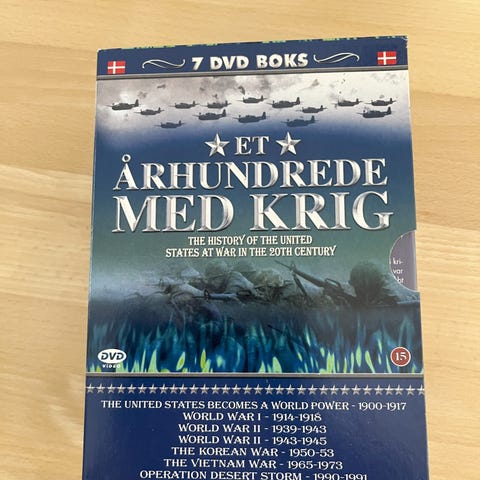 7 DVD BOKS
ET
ÅRHUNDREDE
MED KRIG
THE HISTORY OF THE UNITED
STATES AT WAR IN THE 20TH CENTURY
kri-
var
DVD
VIDEO
15
THE UNITED STATES BECOMES A WORLD POWER - 1900-1917
WORLD WAR I - 1914-1918
WORLD WAR II - 1939-1943
WORLD WAR II - 1943-1945
THE KOREAN WAR - 1950-53
THE VIETNAM WAR - 1965-1973
OPERATION DESERT STORM - 1990-1991